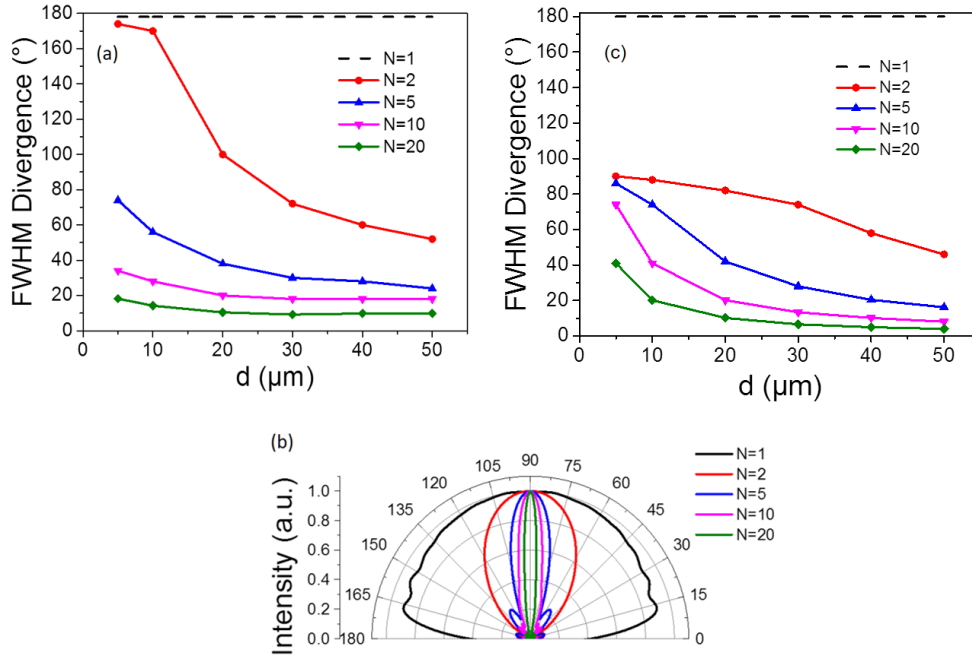 (a)
FWHM Divergence (°)
180
160
140
120
100
80
60
40
20
0
0 10 20 30 40 50
d (µm)
N=1
N=2
N=5
N=10
N=20
(c)
FWHM Divergence (°)
180
160
140
120
100
80
60
40
20
0
0 10 20 30 40 50
d (µm)
N=1
N=2
N=5
N=10
N=20
(b)
Intensity (a.u.)
1.0
0.8
0.6
0.4
0.2
0.0
180 165 150 135 120 105 90 75 60 45 30 15 0
N=1
N=2
N=5
N=10
N=20